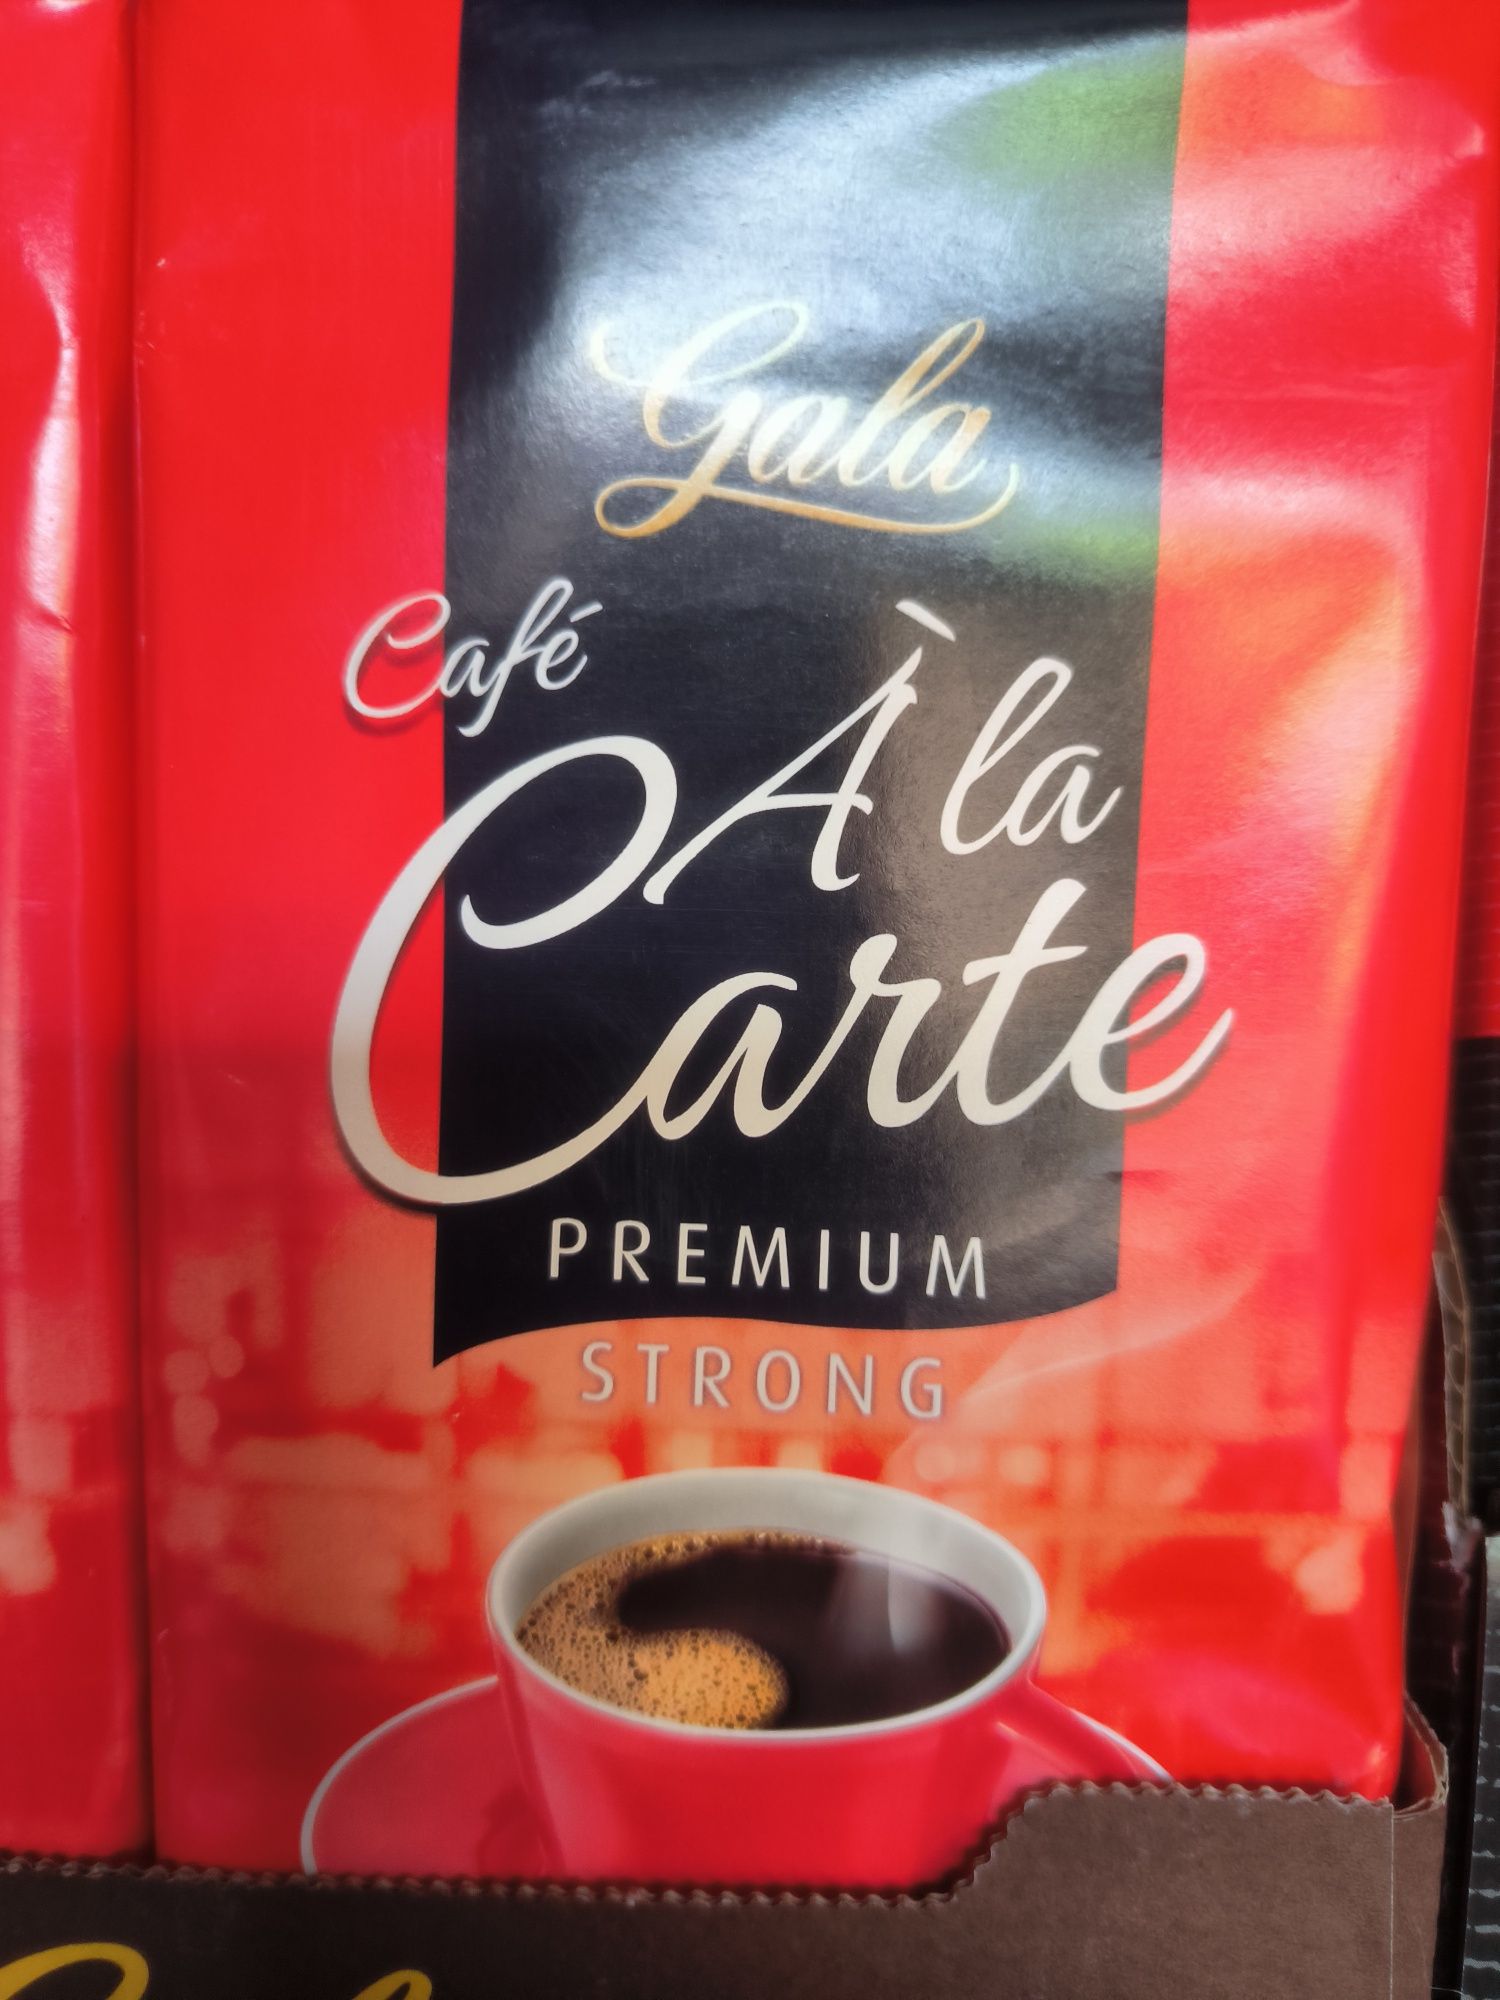 Gala
Café
À la
Carte
PREMIUM
STRONG